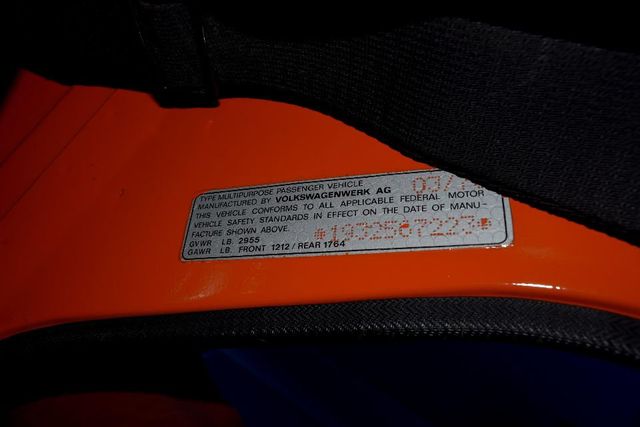 TYPE MULTIPURPOSE PASSENGER VEHICLE
MANUFACTURED BY VOLKSWAGENWERK AG 03/
THIS VEHICLE CONFORMS TO ALL APPLICABLE FEDERAL MOTOR
VEHICLE SAFETY STANDARDS IN EFFECT ON THE DATE OF MANU-
FACTURE SHOWN ABOVE.
GVWR LB. 2955
GAWR LB. FRONT 1212 / REAR 1764